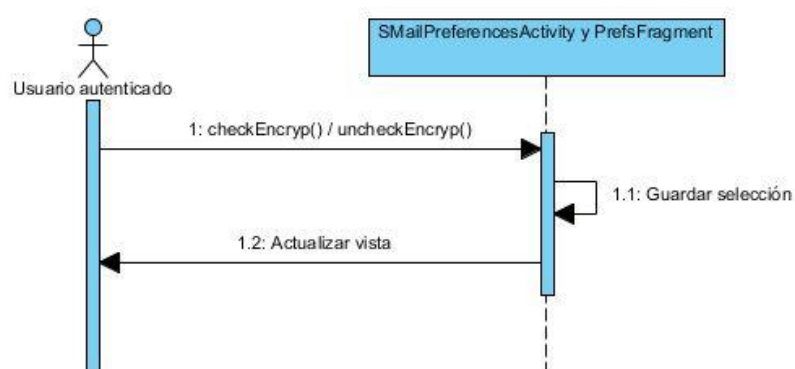 SMailPreferencesActivity y PrefsFragment
Usuario autenticado
1: checkEncryp() / uncheckEncryp()
1.1: Guardar selección
1.2: Actualizar vista